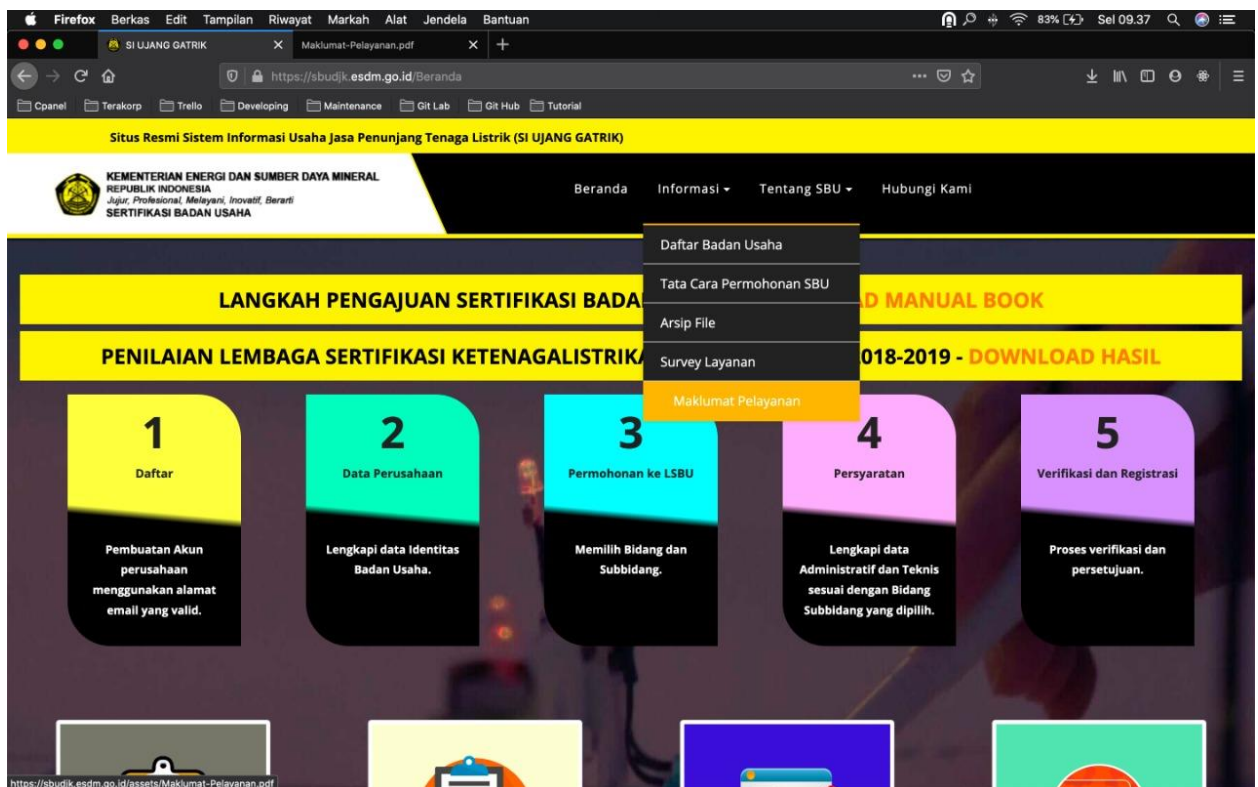 Firefox Berkas Edit Tampilan Riwayat Markah Alat Jendela Bantuan 83% Sel 09.37
SI UJANG GATRIK Maklumat-Pelayanan.pdf
https://sbudjk.esdm.go.id/Beranda
Cpanel Terakorp Trello Developing Maintenance Git Lab Git Hub Tutorial
Situs Resmi Sistem Informasi Usaha Jasa Penunjang Tenaga Listrik (SI UJANG GATRIK)
KEMENTERIAN ENERGI DAN SUMBER DAYA MINERAL
REPUBLIK INDONESIA
Jujur, Profesional, Melayani, Inovatif, Berarti
SERTIFIKASI BADAN USAHA
Beranda Informasi Tentang SBU Hubungi Kami
Daftar Badan Usaha
Tata Cara Permohonan SBU
Arsip File
Survey Layanan
Maklumat Pelayanan
LANGKAH PENGAJUAN SERTIFIKASI MANUAL BOOK
PENILAIAN LEMBAGA SERTIFIKASI 018-2019 - DOWNLOAD HASIL
1
Daftar
Pembuatan Akun
perusahaan
menggunakan alamat
email yang valid.
2
Data Perusahaan
Lengkapi data Identitas
Badan Usaha.
3
Permohonan ke LSBU
Memilih Bidang dan
Subbidang.
4
Persyaratan
Lengkapi data
Administratif dan Teknis
sesuai dengan Bidang
Subbidang yang dipilih.
5
Verifikasi dan Registrasi
Proses verifikasi dan
persetujuan.
https://sbudjk.esdm.go.id/assets/Maklumat-Pelayanan.pdf